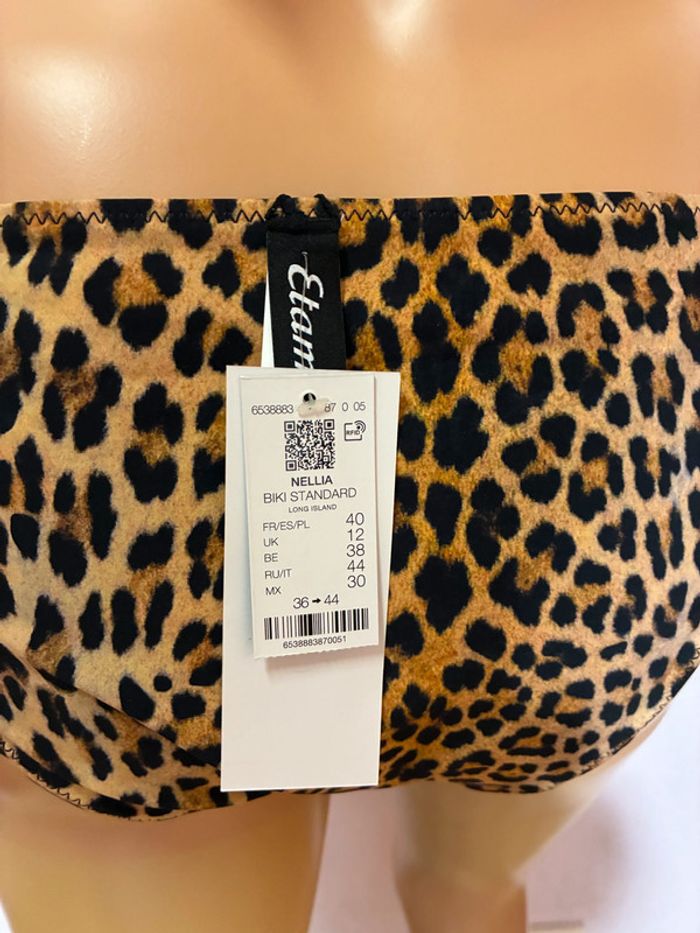 Etam
6538883 87 0 05
RFID
NELLIA
BIKI STANDARD
LONG ISLAND
FR/ES/PL 40
UK 12
BE 38
RU/IT 44
MX 30
36 → 44
6538883870051